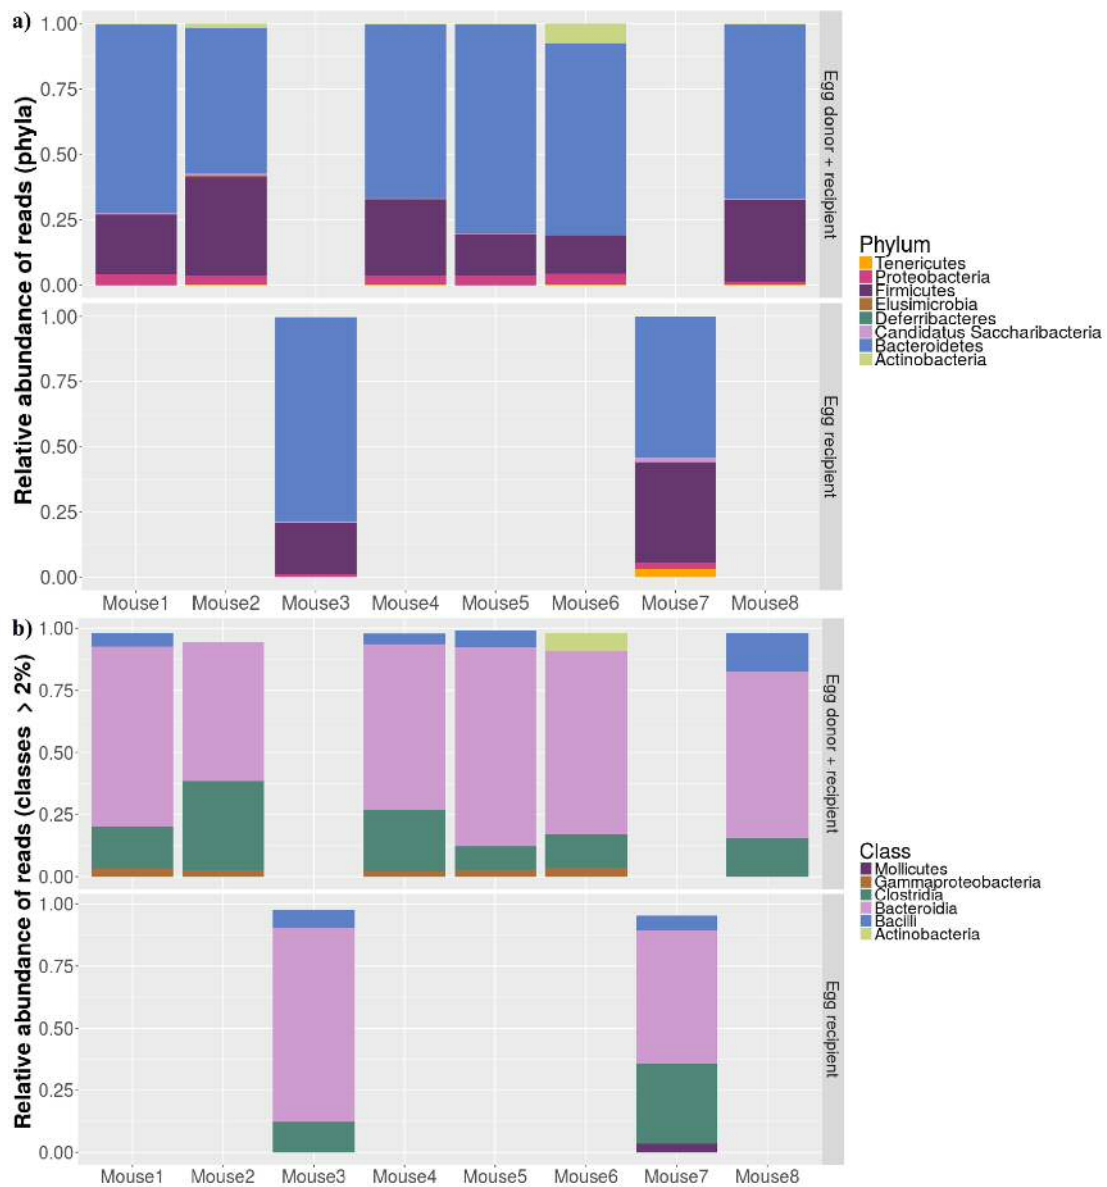 a)
Relative abundance of reads (phyla)
1.00
0.75
0.50
0.25
0.00
Egg donor + recipient
1.00
0.75
0.50
0.25
0.00
Egg recipient
Mouse1 Mouse2 Mouse3 Mouse4 Mouse5 Mouse6 Mouse7 Mouse8
Phylum
Tenericutes
Proteobacteria
Firmicutes
Elusimicrobia
Deferribacteres
Candidatus Saccharibacteria
Bacteroidetes
Actinobacteria
b)
Relative abundance of reads (classes > 2%)
1.00
0.75
0.50
0.25
0.00
Egg donor + recipient
1.00
0.75
0.50
0.25
0.00
Egg recipient
Mouse1 Mouse2 Mouse3 Mouse4 Mouse5 Mouse6 Mouse7 Mouse8
Class
Mollicutes
Gammaproteobacteria
Clostridia
Bacteroidia
Bacilli
Actinobacteria